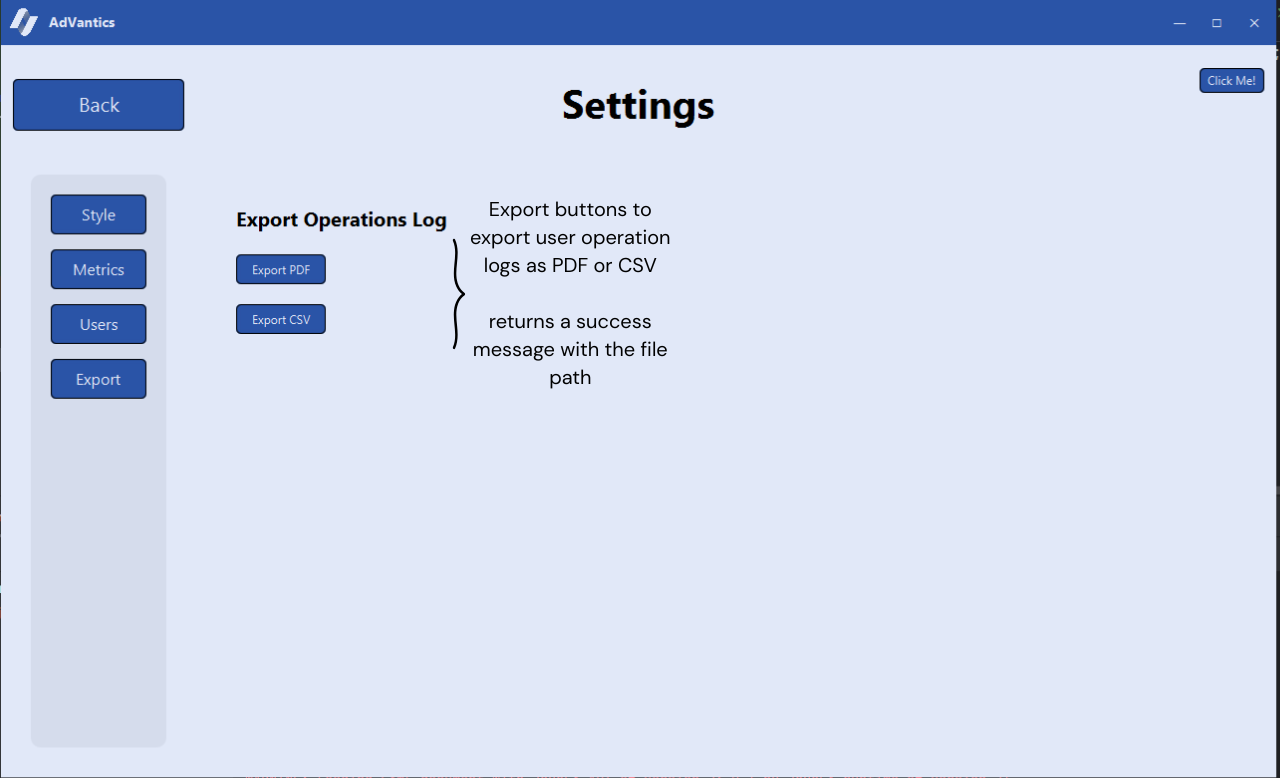 AdVantics
Back
Settings
Click Me!
Style
Metrics
Users
Export
Export Operations Log
Export PDF
Export CSV
Export buttons to
export user operation
logs as PDF or CSV
returns a success
message with the file
path